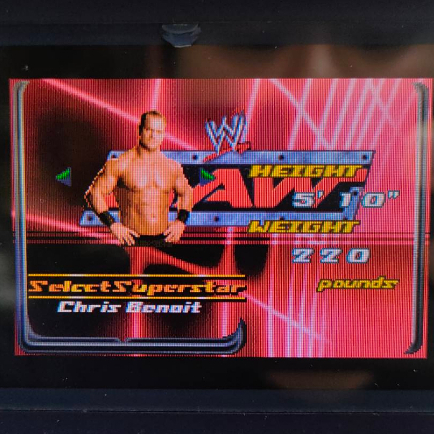 W
RAW
HEIGHT
5' 10"
WEIGHT
220
pounds
Select Superstar
Chris Benoit